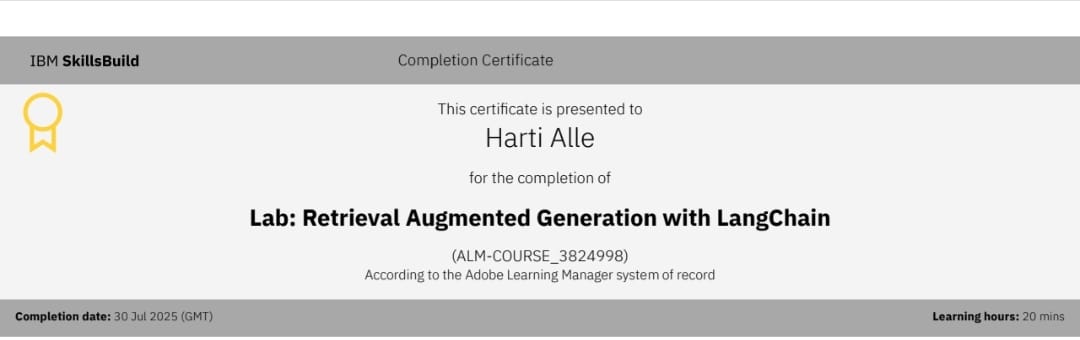 IBM SkillsBuild
Completion Certificate
This certificate is presented to
Harti Alle
for the completion of
Lab: Retrieval Augmented Generation with LangChain
(ALM-COURSE_3824998)
According to the Adobe Learning Manager system of record
Completion date: 30 Jul 2025 (GMT)
Learning hours: 20 mins